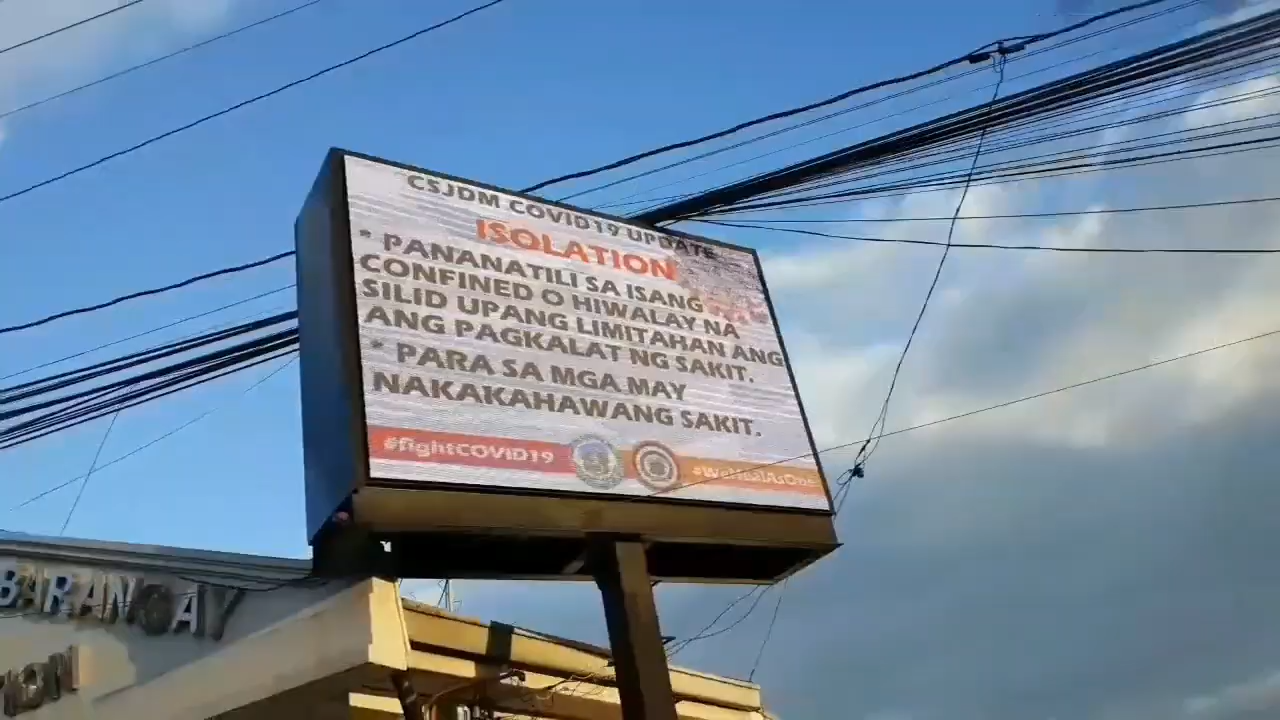 CSJDM COVID19 UPDATE
ISOLATION
* PANANATILI SA ISANG
CONFINED O HIWALAY NA
SILID UPANG LIMITAHAN ANG
ANG PAGKALAT NG SAKIT.
* PARA SA MGA MAY
NAKAKAHAWANG SAKIT.
#fightCOVID19
#WeHealAsOne
BARANGAY